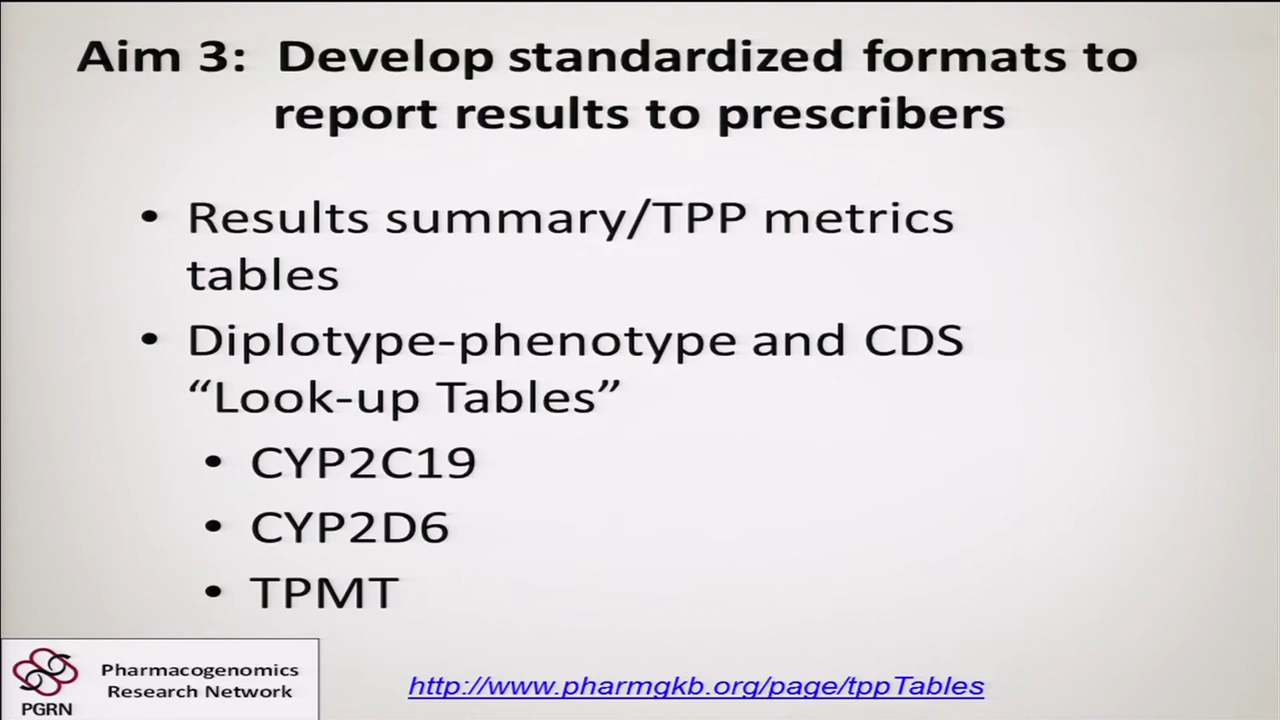 Aim 3: Develop standardized formats to
report results to prescribers
• Results summary/TPP metrics
tables
• Diplotype-phenotype and CDS
“Look-up Tables”
• CYP2C19
• CYP2D6
• TPMT
Pharmacogenomics
Research Network
PGRN
http://www.pharmgkb.org/page/tppTables